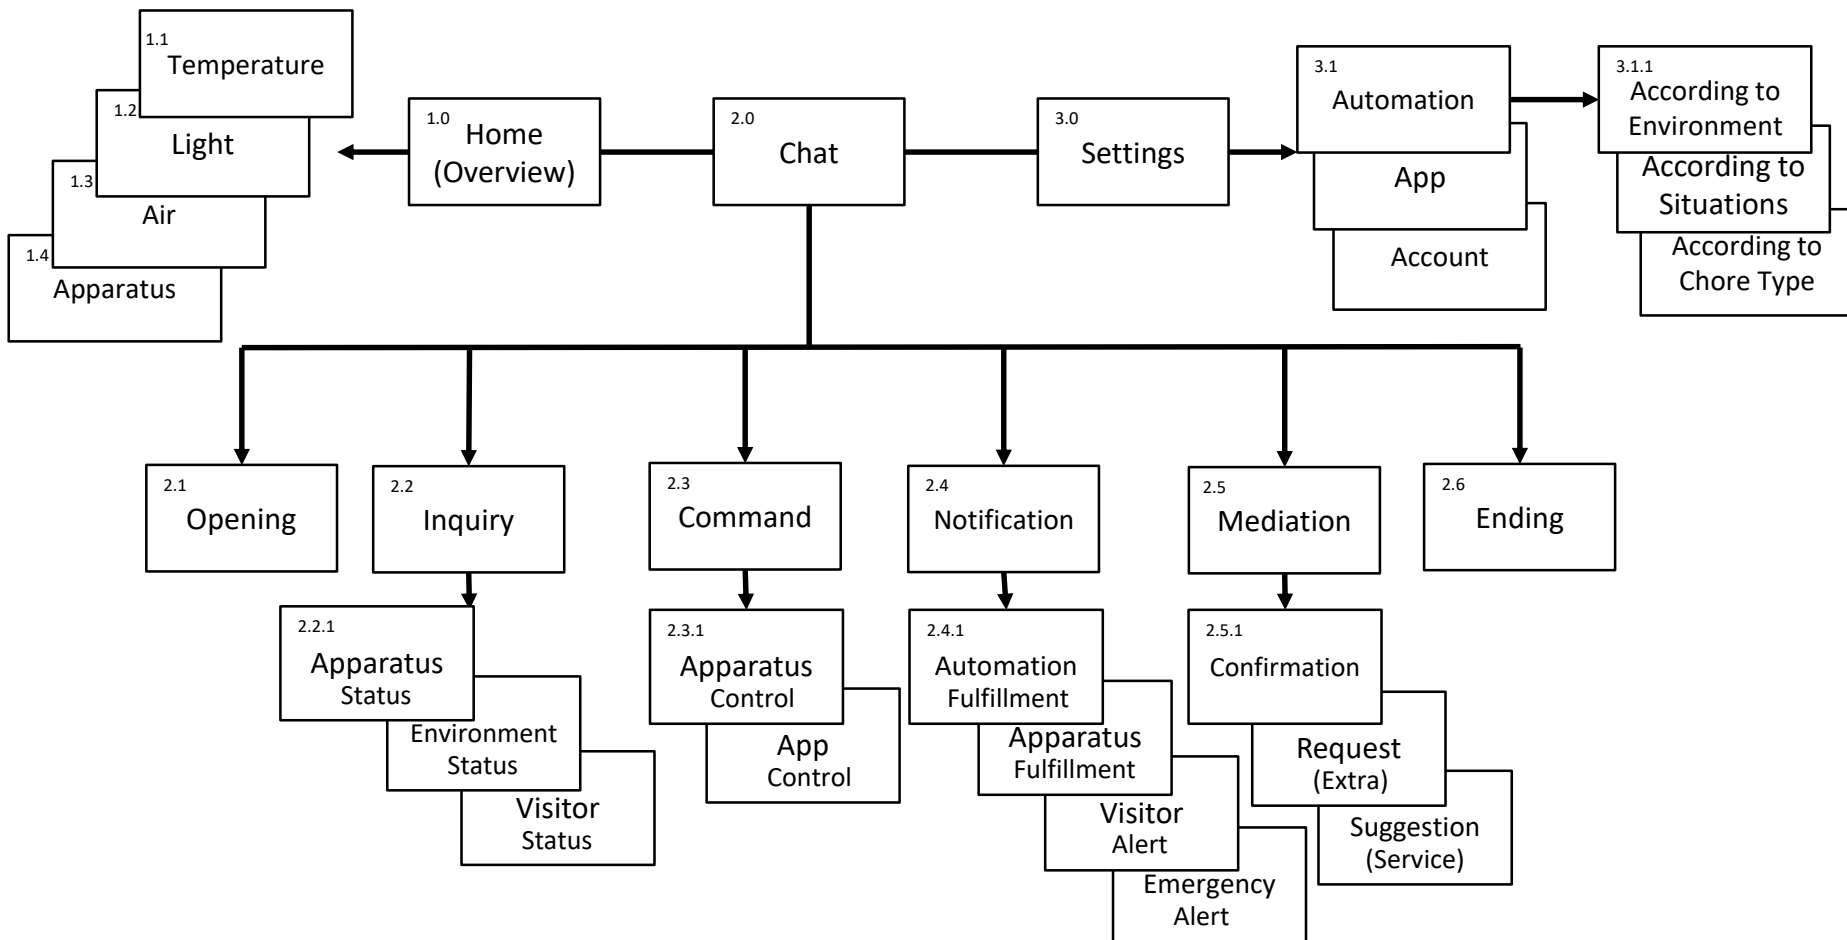 1.1
Temperature
1.2
Light
1.3
Air
1.4
Apparatus
1.0
Home
(Overview)
2.0
Chat
3.0
Settings
3.1
Automation
App
Account
3.1.1
According to
Environment
According to
Situations
According to
Chore Type
2.1
Opening
2.2
Inquiry
2.3
Command
2.4
Notification
2.5
Mediation
2.6
Ending
2.2.1
Apparatus
Status
Environment
Status
Visitor
Status
2.3.1
Apparatus
Control
App
Control
2.4.1
Automation
Fulfillment
Apparatus
Fulfillment
Visitor
Alert
Emergency
Alert
2.5.1
Confirmation
Request
(Extra)
Suggestion
(Service)